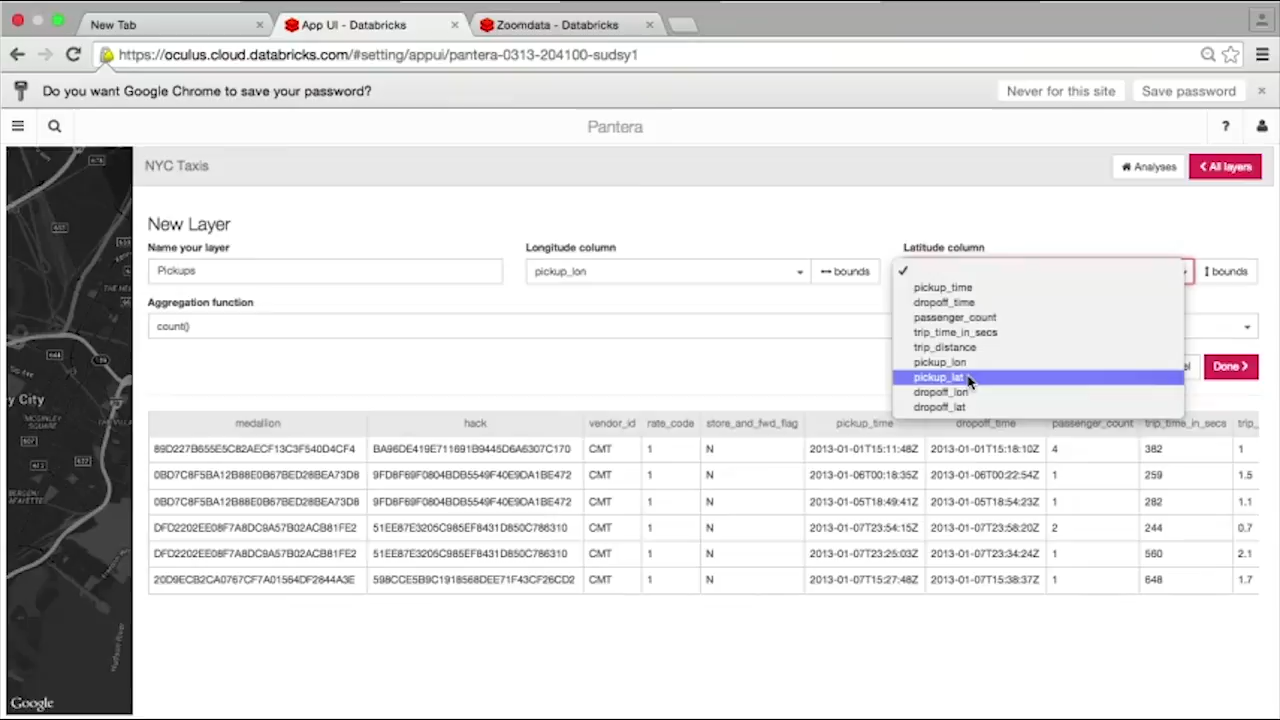 New Tab
App UI - Databricks
Zoomdata - Databricks
https://oculus.cloud.databricks.com/#setting/appui/pantera-0313-204100-sudsy1
Do you want Google Chrome to save your password?
Never for this site
Save password
Pantera
?
NYC Taxis
Analyses
All layers
New Layer
Name your layer
Longitude column
Latitude column
Pickups
pickup_lon
bounds
bounds
pickup_time
dropoff_time
passenger_count
trip_time_in_secs
trip_distance
pickup_lon
pickup_lat
dropoff_lon
dropoff_lat
Aggregation function
count()
Done
medallion hack vendor_id rate_code store_and_fwd_flag pickup_time dropoff_time passenger_count trip_time_in_secs trip_
89D227B655E5C82AECF13C3F540D4CF4 BA96DE419E711691B9445D6A6307C170 CMT 1 N 2013-01-01T15:11:48Z 2013-01-01T15:18:10Z 4 382 1
0BD7C8F5BA12B88E0B67BED28BEA73D8 9FD8F69F0804BDB5549F40E9DA1BE472 CMT 1 N 2013-01-06T00:18:35Z 2013-01-06T00:22:54Z 1 259 1.5
0BD7C8F5BA12B88E0B67BED28BEA73D8 9FD8F69F0804BDB5549F40E9DA1BE472 CMT 1 N 2013-01-05T18:49:41Z 2013-01-05T18:54:23Z 1 282 1.1
DFD2202EE08F7A8DC9A57B02ACB81FE2 51EE87E3205C985EF8431D850C786310 CMT 1 N 2013-01-07T23:54:15Z 2013-01-07T23:58:20Z 2 244 0.7
DFD2202EE08F7A8DC9A57B02ACB81FE2 51EE87E3205C985EF8431D850C786310 CMT 1 N 2013-01-07T23:25:03Z 2013-01-07T23:34:24Z 1 560 2.1
20D9ECB2CA0767CF7A01564DF2844A3E 598CCE5B9C1918568DEE71F43CF26CD2 CMT 1 N 2013-01-07T15:27:48Z 2013-01-07T15:38:37Z 1 648 1.7
ey City
Google